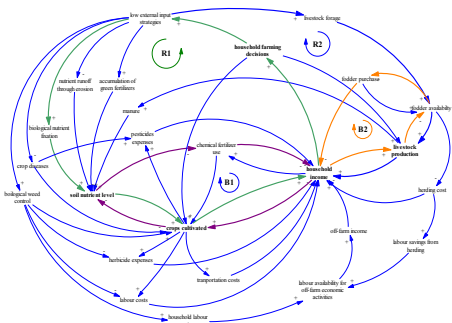 low external input
strategies
livestock forage
R1
household farming
decisions
R2
nutrient runoff
through erosion
accumulation of
green fertilizers
fodder purchase
fodder availabilty
manure
biological nutrient
fixation
pesticides
expenses
chemical fertilizer
use
B2
livestock
production
crop diseases
biological weed
control
soil nutrient level
B1
household
income
herding cost
crops cultivated
off-farm income
labour savings from
herding
herbicide expenses
tranportation costs
labour availability for
off-farm economic
activities
labour costs
household labour